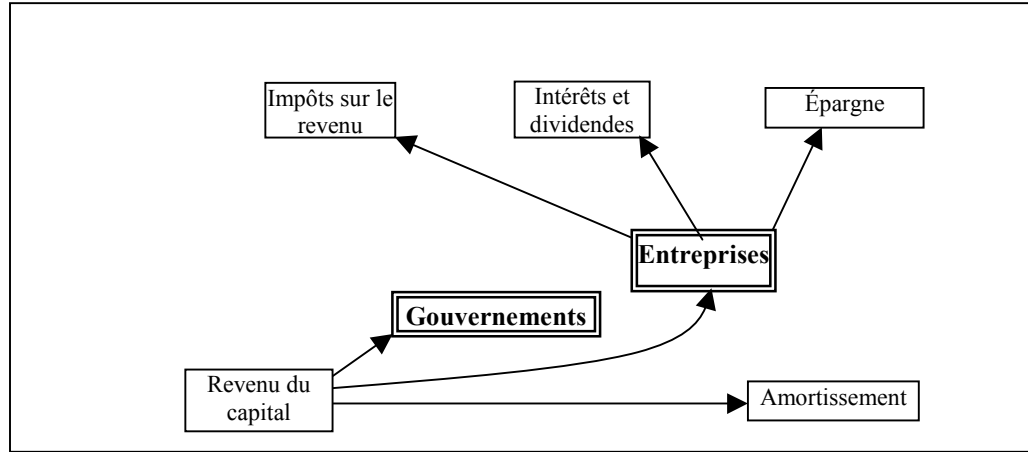 Impôts sur le
revenu
Intérêts et
dividendes
Épargne
Entreprises
Gouvernements
Revenu du
capital
Amortissement